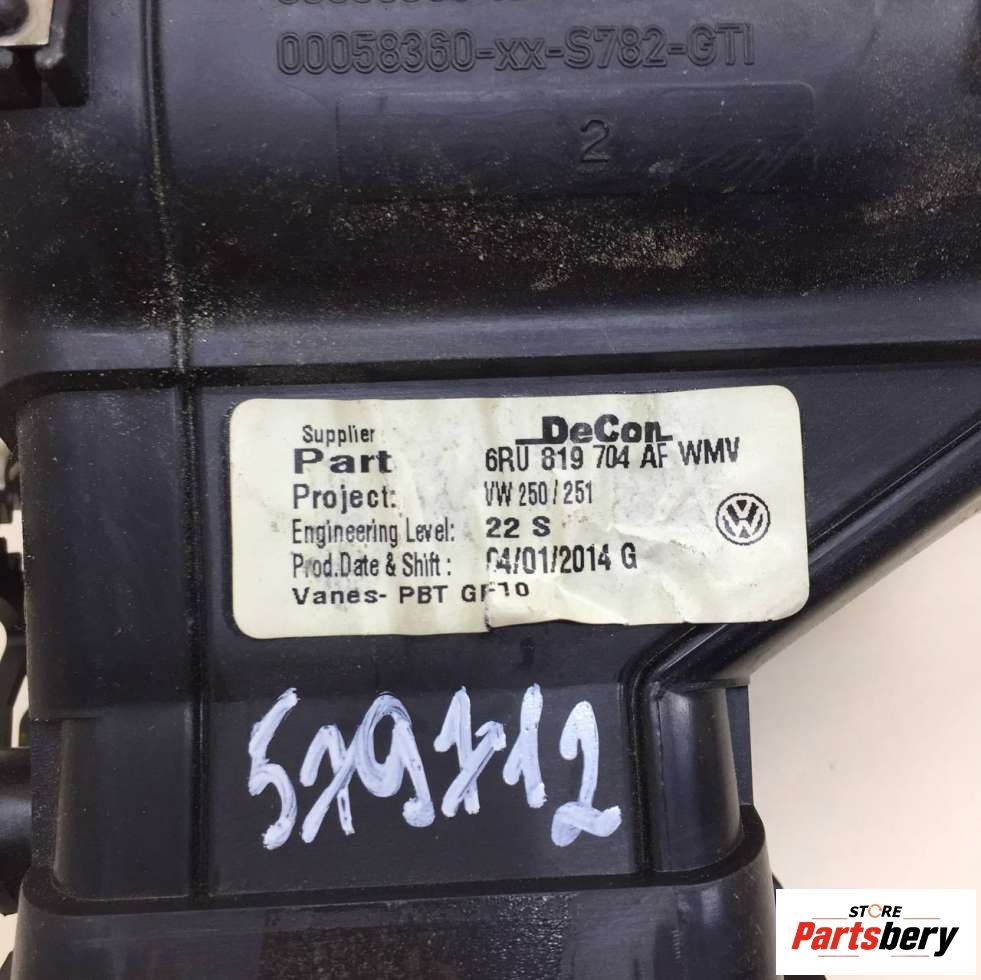 00058360-xx-S782-GTI
2
Supplier DeCon
Part 6RU 819 704 AF WMV
Project: VW 250/251
Engineering Level: 22 S
Prod.Date & Shift: 04/01/2014 G
Vanes- PBT GF10
579712
STORE
Partsbery